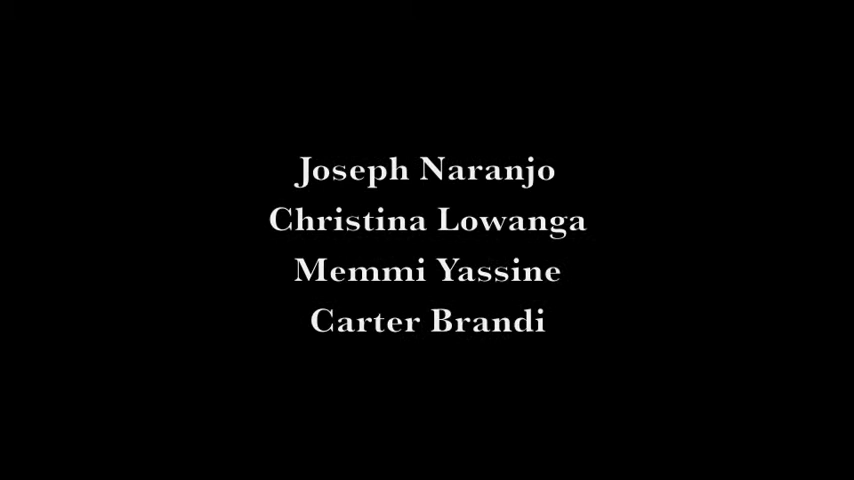 Joseph Naranjo
Christina Lowanga
Memmi Yassine
Carter Brandi